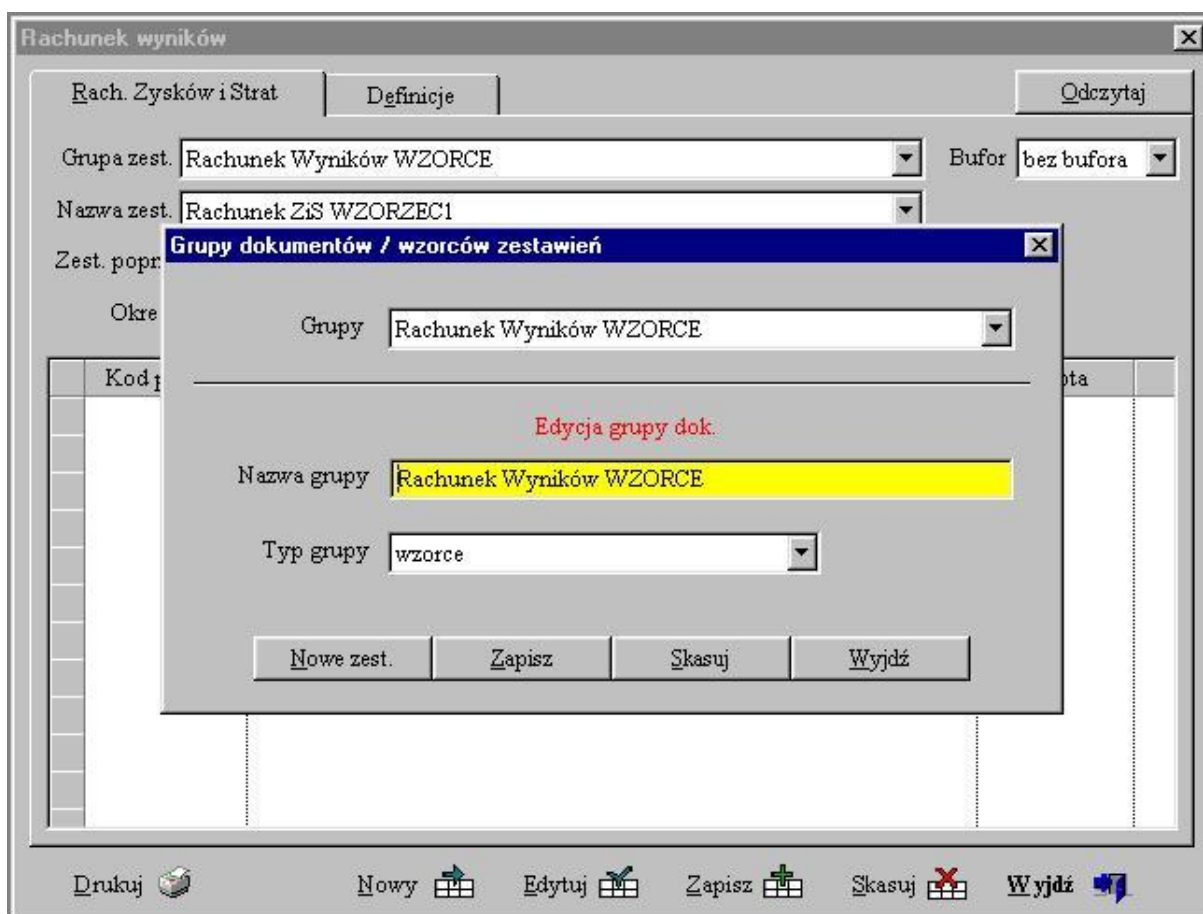 Rachunek wyników
Rach. Zysków i Strat Definicje Odczytaj
Grupa zest. Rachunek Wyników WZORCE Bufor bez bufora
Nazwa zest. Rachunek ZiS WZORZEC1
Grupy dokumentów / wzorców zestawień
Zest. popr
Okre
Grupy Rachunek Wyników WZORCE
Kod
Edycja grupy dok.
Nazwa grupy Rachunek Wyników WZORCE
Typ grupy wzorce
Nowe zest. Zapisz Skasuj Wyjdź
Drukuj Nowy Edytuj Zapisz Skasuj Wyjdź